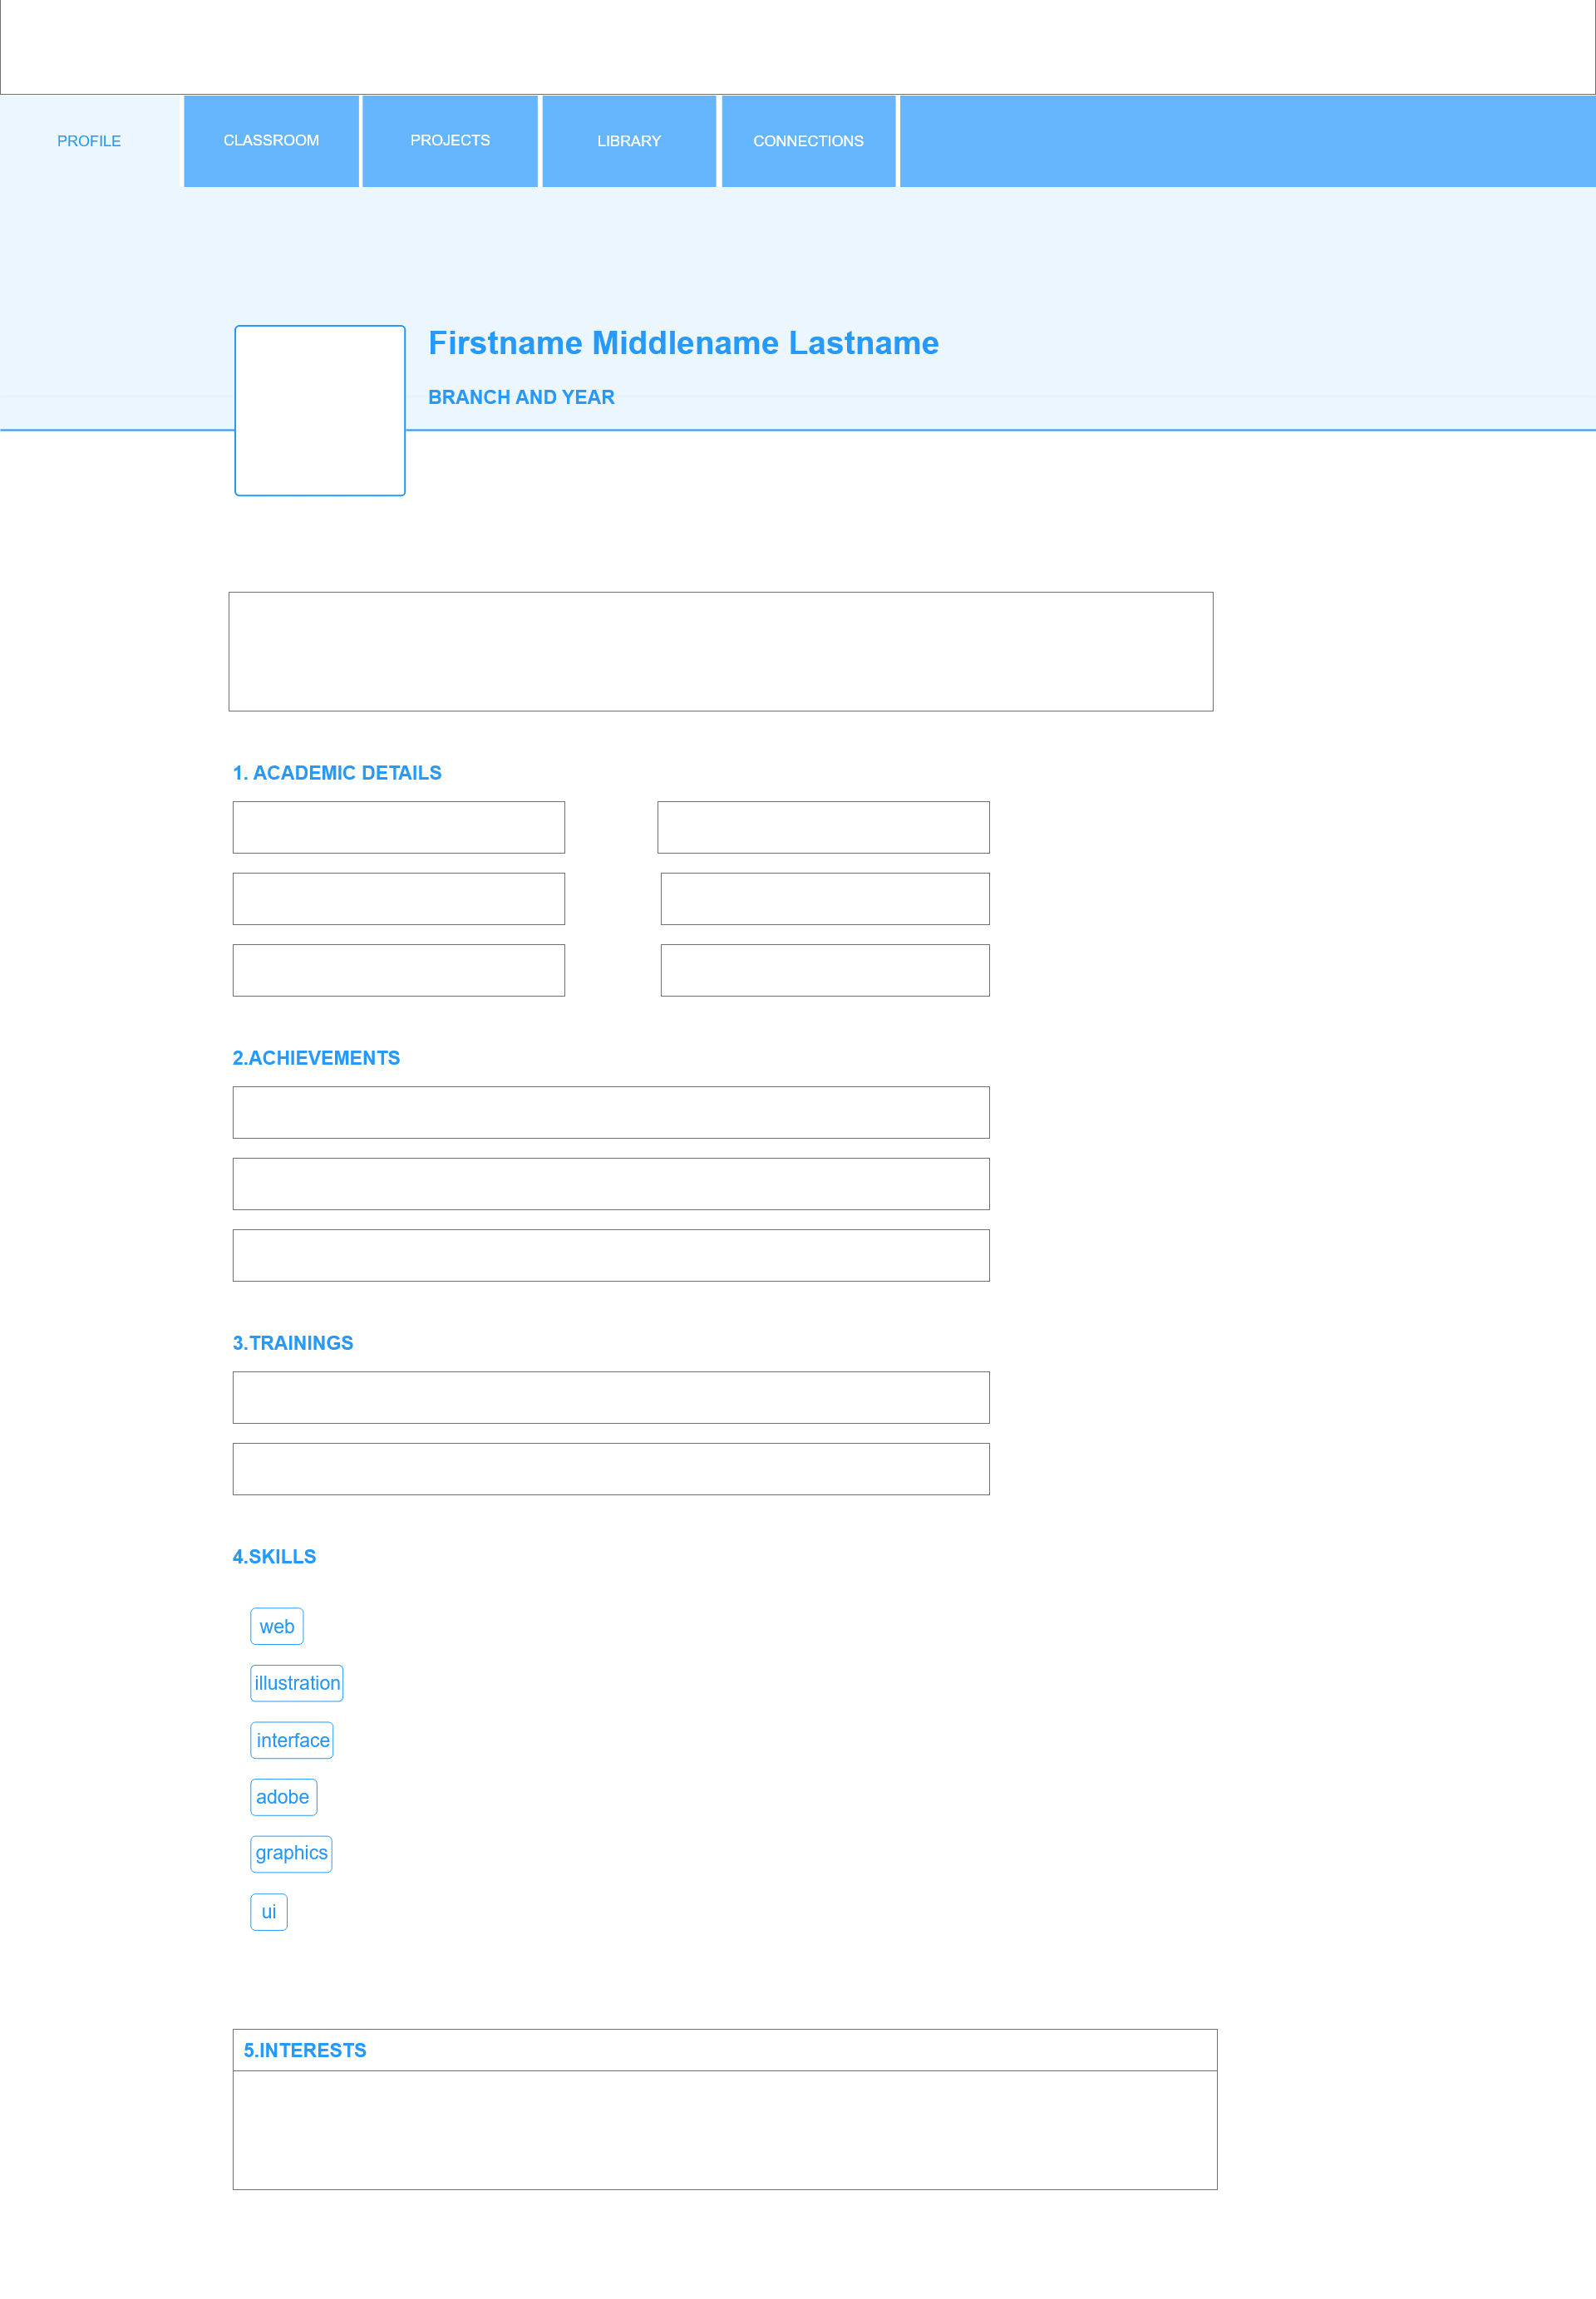 PROFILE
CLASSROOM
PROJECTS
LIBRARY
CONNECTIONS
Firstname Middlename Lastname
BRANCH AND YEAR
1. ACADEMIC DETAILS
2.ACHIEVEMENTS
3.TRAININGS
4.SKILLS
web
illustration
interface
adobe
graphics
ui
5.INTERESTS